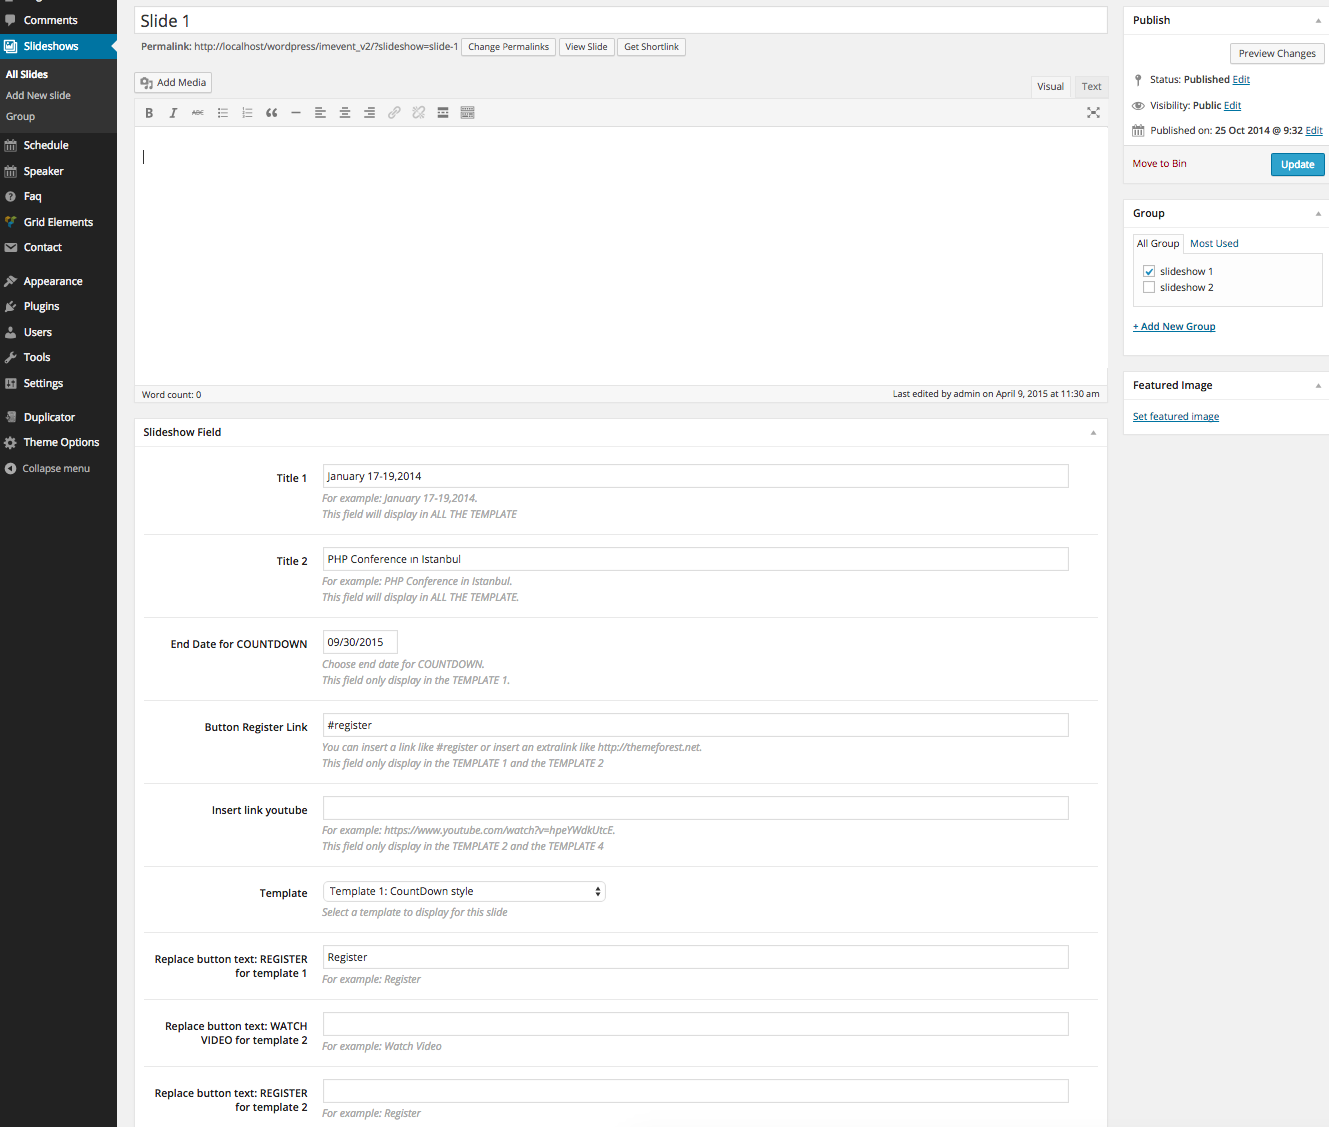 Comments
Slideshows
All Slides
Add New slide
Group
Schedule
Speaker
Faq
Grid Elements
Contact
Appearance
Plugins
Users
Tools
Settings
Duplicator
Theme Options
Collapse menu
Slide 1
Permalink: http://localhost/wordpress/imevent_v2/?slideshow=slide-1 Change Permalinks View Slide Get Shortlink
Add Media
Visual Text
B I ABC
Word count: 0 Last edited by admin on April 9, 2015 at 11:30 am
Slideshow Field
Title 1 January 17-19,2014
For example: January 17-19,2014.
This field will display in ALL THE TEMPLATE
Title 2 PHP Conference in Istanbul
For example: PHP Conference in Istanbul.
This field will display in ALL THE TEMPLATE.
End Date for COUNTDOWN 09/30/2015
Choose end date for COUNTDOWN.
This field only display in the TEMPLATE 1.
Button Register Link #register
You can insert a link like #register or insert an extralink like http://themeforest.net.
This field only display in the TEMPLATE 1 and the TEMPLATE 2
Insert link youtube
For example: https://www.youtube.com/watch?v=hpeYWdkUtcE.
This field only display in the TEMPLATE 2 and the TEMPLATE 4
Template Template 1: CountDown style
Select a template to display for this slide
Replace button text: REGISTER
for template 1
Register
For example: Register
Replace button text: WATCH
VIDEO for template 2
For example: Watch Video
Replace button text: REGISTER
for template 2
For example: Register
Publish
Preview Changes
Status: Published Edit
Visibility: Public Edit
Published on: 25 Oct 2014 @ 9:32 Edit
Move to Bin Update
Group
All Group Most Used
slideshow 1
slideshow 2
+ Add New Group
Featured Image
Set featured image